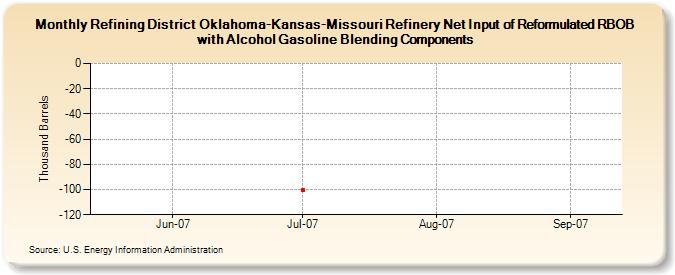 Monthly Refining District Oklahoma-Kansas-Missouri Refinery Net Input of Reformulated RBOB
with Alcohol Gasoline Blending Components
Thousand Barrels
0
-20
-40
-60
-80
-100
-120
Jun-07 Jul-07 Aug-07 Sep-07
Source: U.S. Energy Information Administration